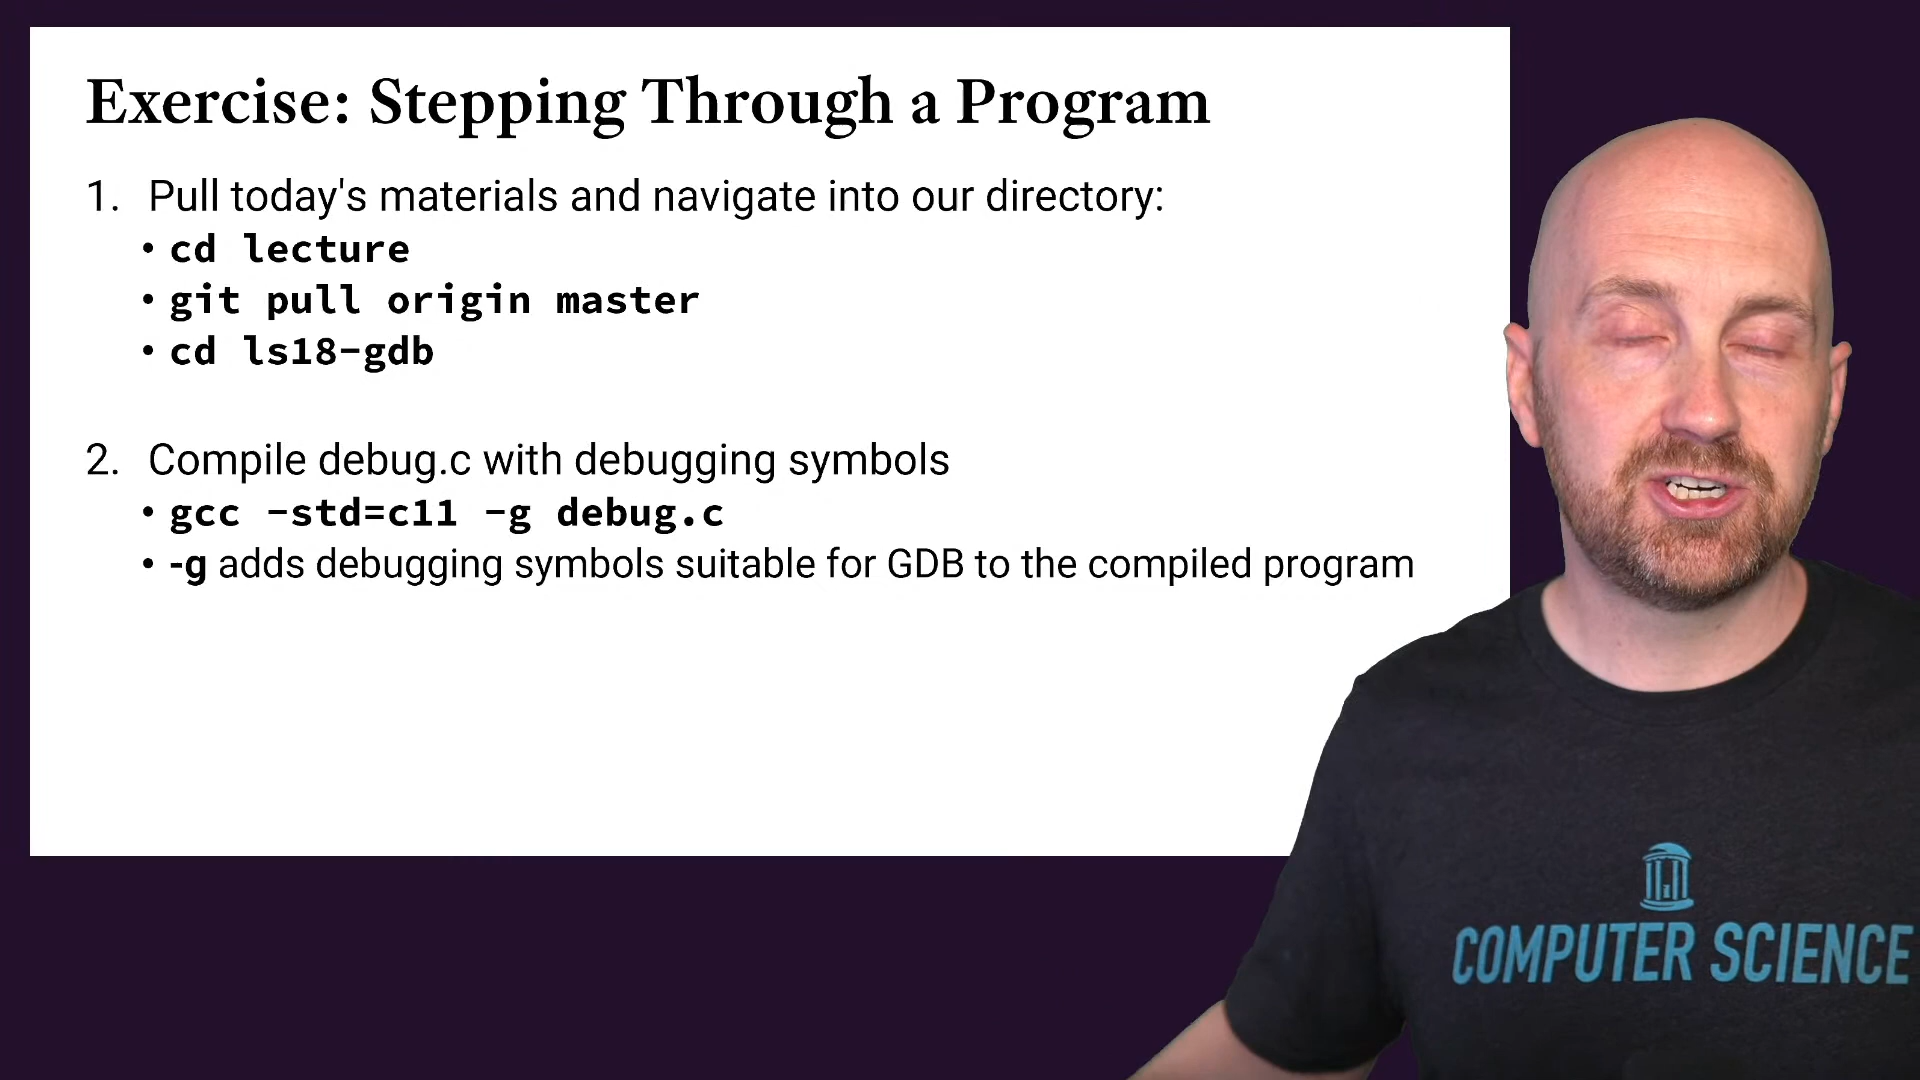 Exercise: Stepping Through a Program
1. Pull today's materials and navigate into our directory:
• cd lecture
• git pull origin master
• cd ls18-gdb
2. Compile debug.c with debugging symbols
• gcc -std=c11 -g debug.c
• -g adds debugging symbols suitable for GDB to the compiled program
COMPUTER SCIENCE